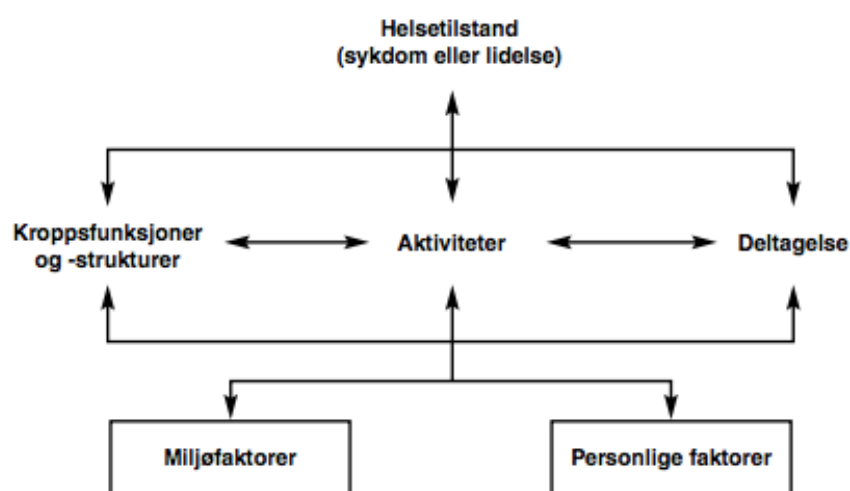 Helsetilstand
(sykdom eller lidelse)
Kroppsfunksjoner
og -strukturer
Aktiviteter
Deltagelse
Miljøfaktorer
Personlige faktorer